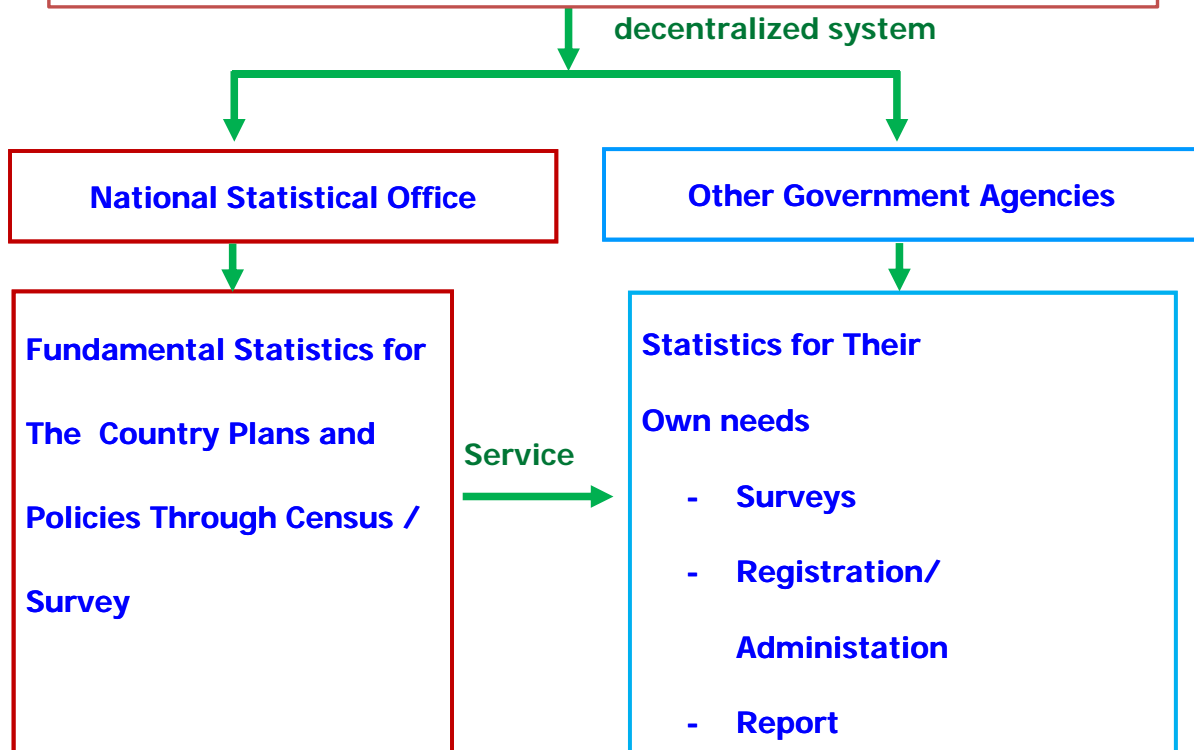 decentralized system
National Statistical Office
Other Government Agencies
Fundamental Statistics for
The Country Plans and
Policies Through Census /
Survey
Service
Statistics for Their
Own needs
- Surveys
- Registration/
Administation
- Report